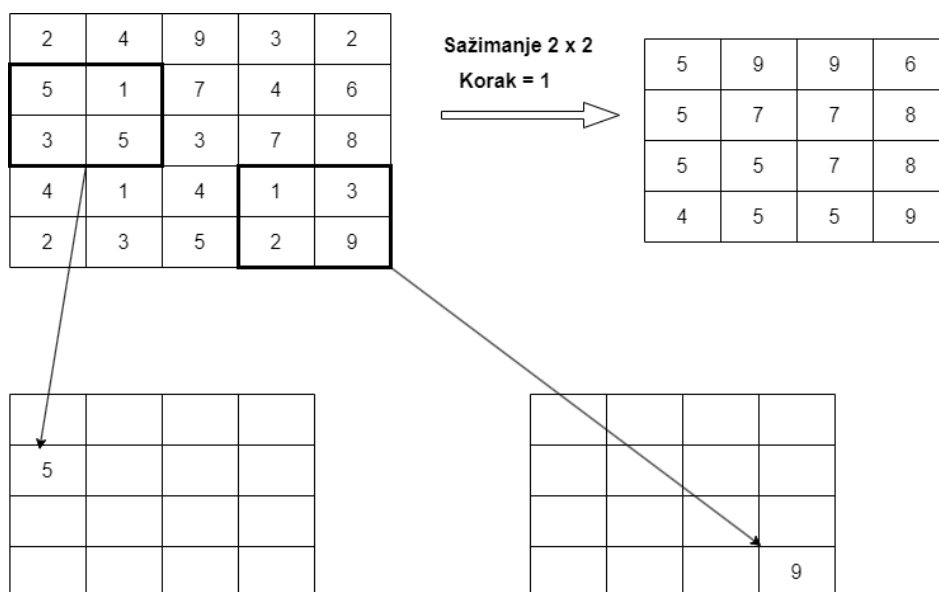 2 4 9 3 2
5 1 7 4 6
3 5 3 7 8
4 1 4 1 3
2 3 5 2 9
Sažimanje 2 x 2
Korak = 1
5 9 9 6
5 7 7 8
5 5 7 8
4 5 5 9
5
9